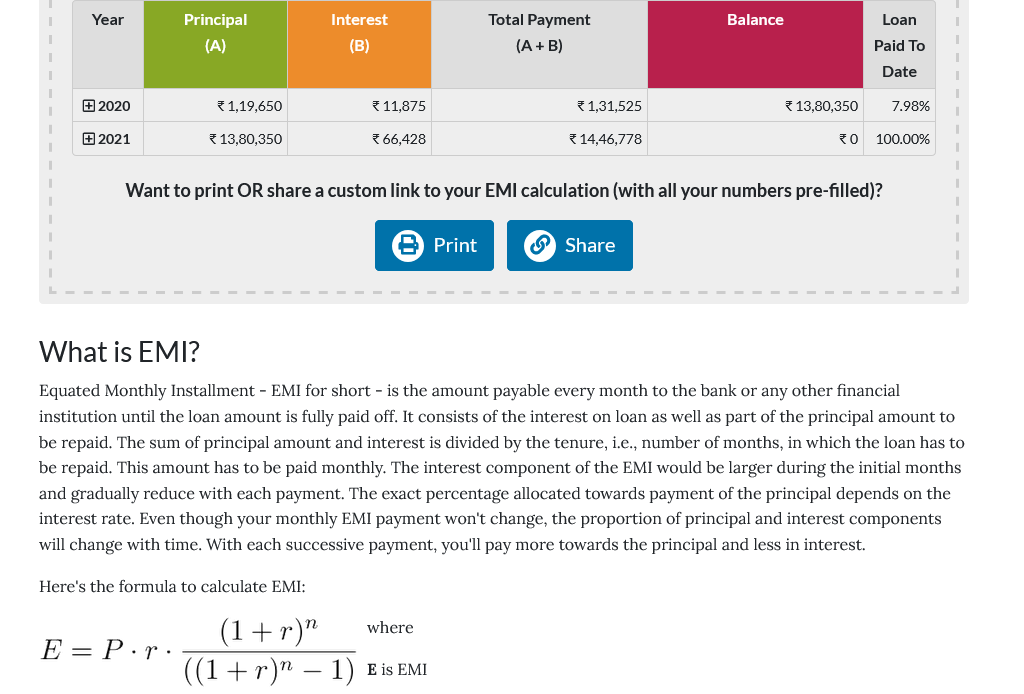 Year Principal (A) Interest (B) Total Payment (A + B) Balance Loan Paid To Date
2020 ₹ 1,19,650 ₹ 11,875 ₹ 1,31,525 ₹ 13,80,350 7.98%
2021 ₹ 13,80,350 ₹ 66,428 ₹ 14,46,778 ₹ 0 100.00%
Want to print OR share a custom link to your EMI calculation (with all your numbers pre-filled)?
Print Share
What is EMI?
Equated Monthly Installment - EMI for short - is the amount payable every month to the bank or any other financial
institution until the loan amount is fully paid off. It consists of the interest on loan as well as part of the principal amount to
be repaid. The sum of principal amount and interest is divided by the tenure, i.e., number of months, in which the loan has to
be repaid. This amount has to be paid monthly. The interest component of the EMI would be larger during the initial months
and gradually reduce with each payment. The exact percentage allocated towards payment of the principal depends on the
interest rate. Even though your monthly EMI payment won't change, the proportion of principal and interest components
will change with time. With each successive payment, you'll pay more towards the principal and less in interest.
Here's the formula to calculate EMI:
E = P · r · (1 + r)^n / ((1 + r)^n − 1)
where
E is EMI